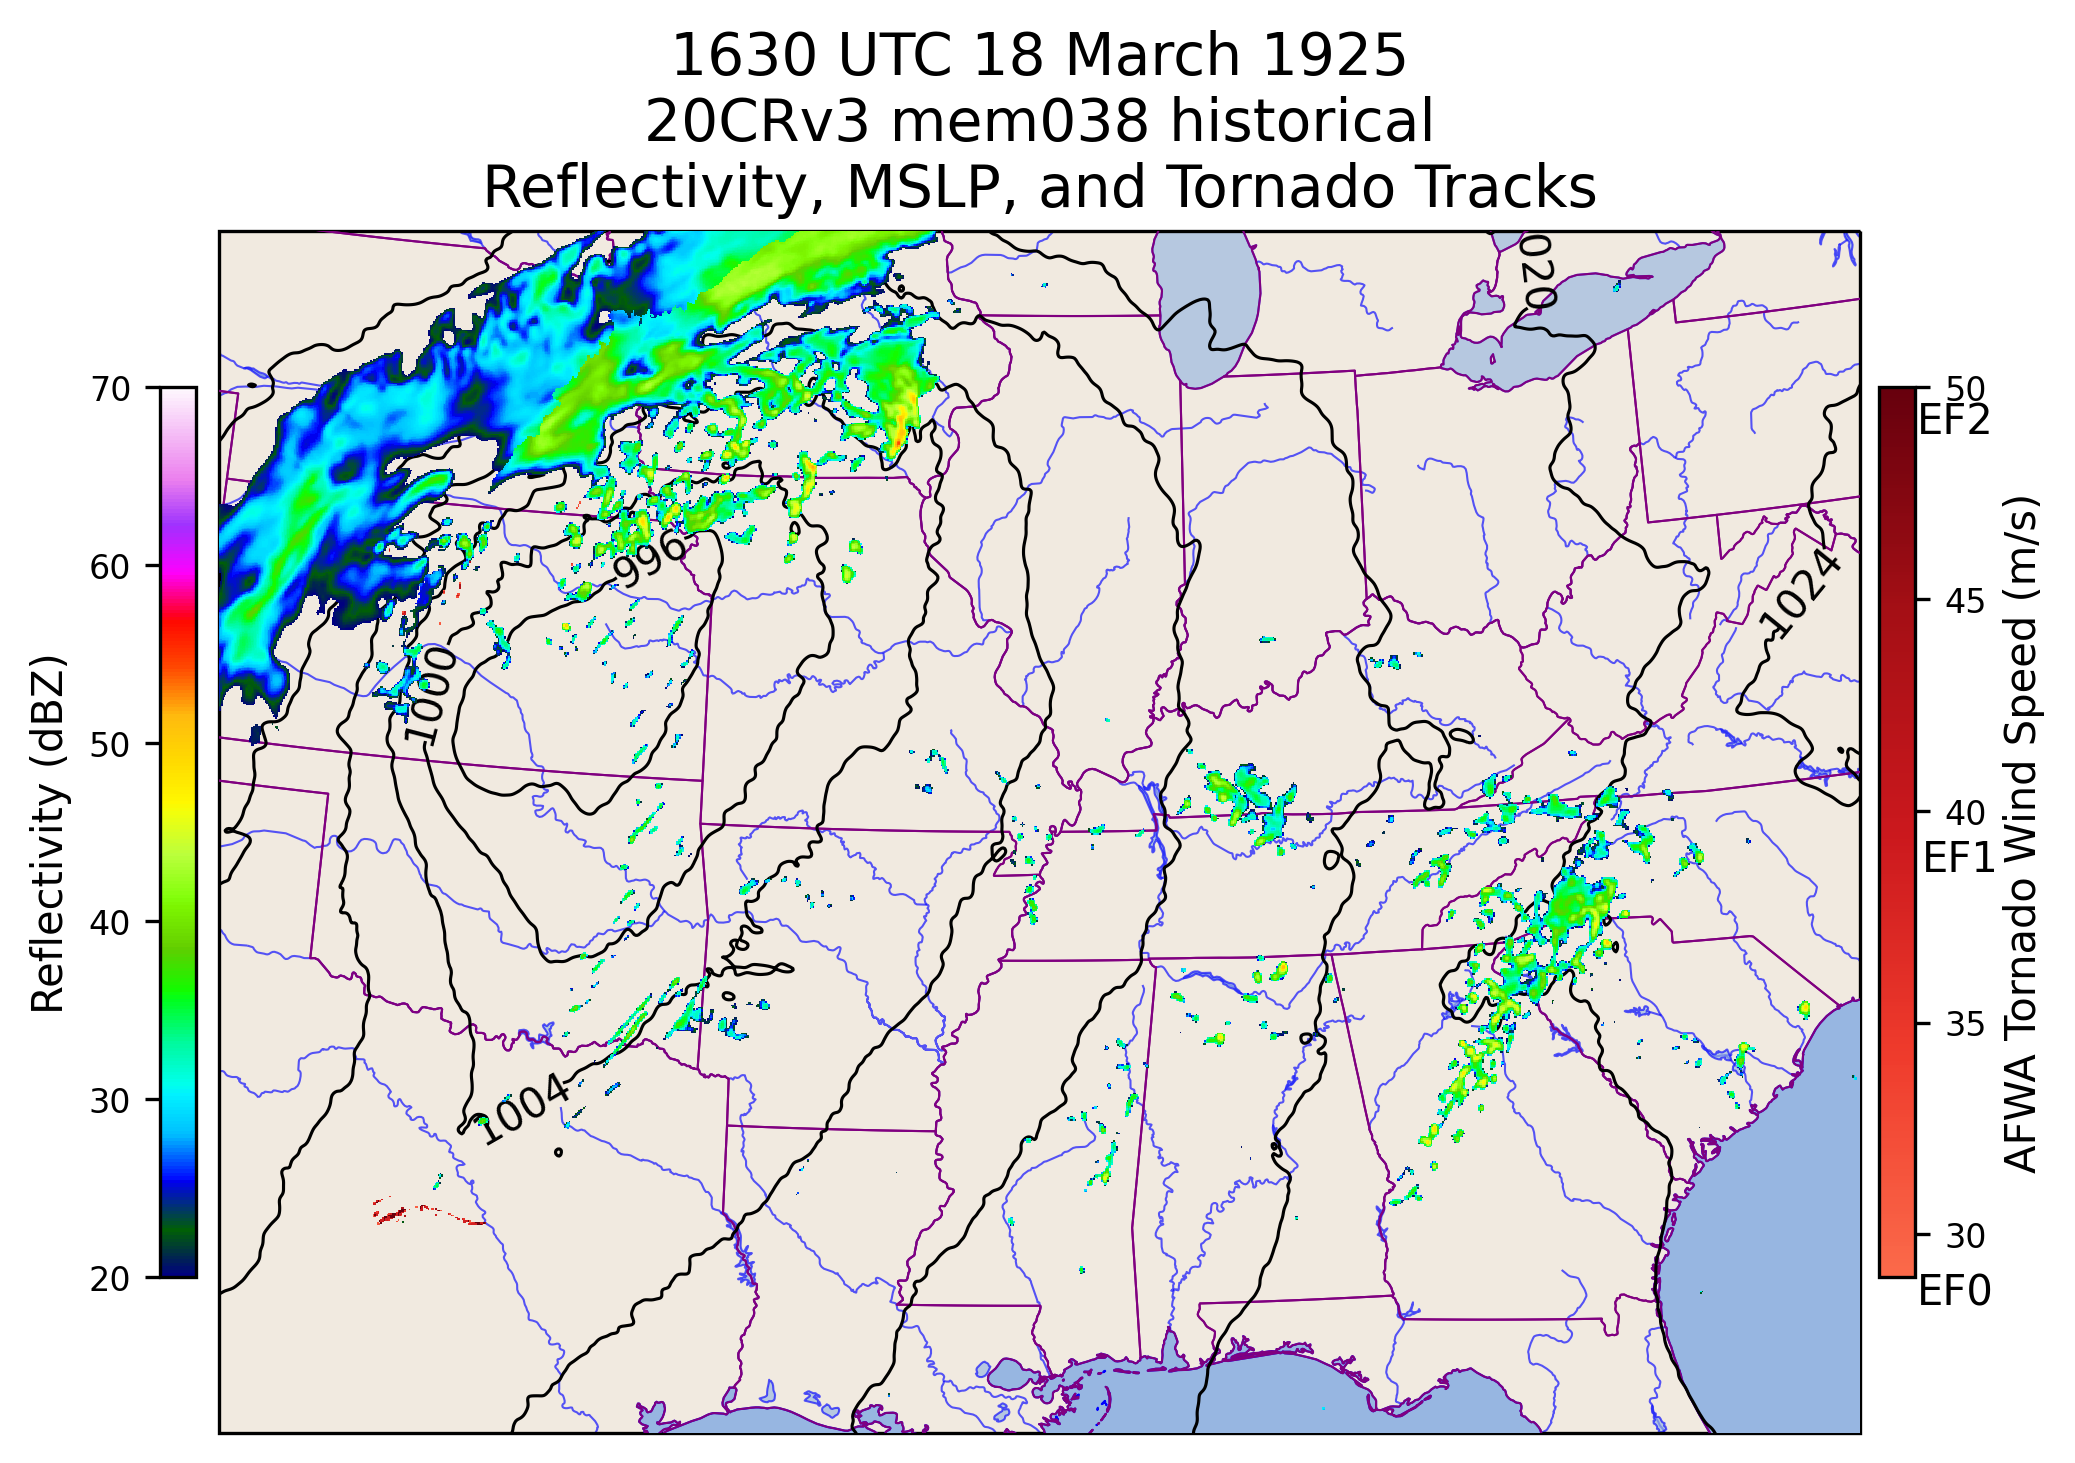 1630 UTC 18 March 1925
20CRv3 mem038 historical
Reflectivity, MSLP, and Tornado Tracks
020
70
60
50
40
30
20
Reflectivity (dBZ)
996
1000
1004
1024
50
EF2
45
40
EF1
35
30
EF0
AFWA Tornado Wind Speed (m/s)